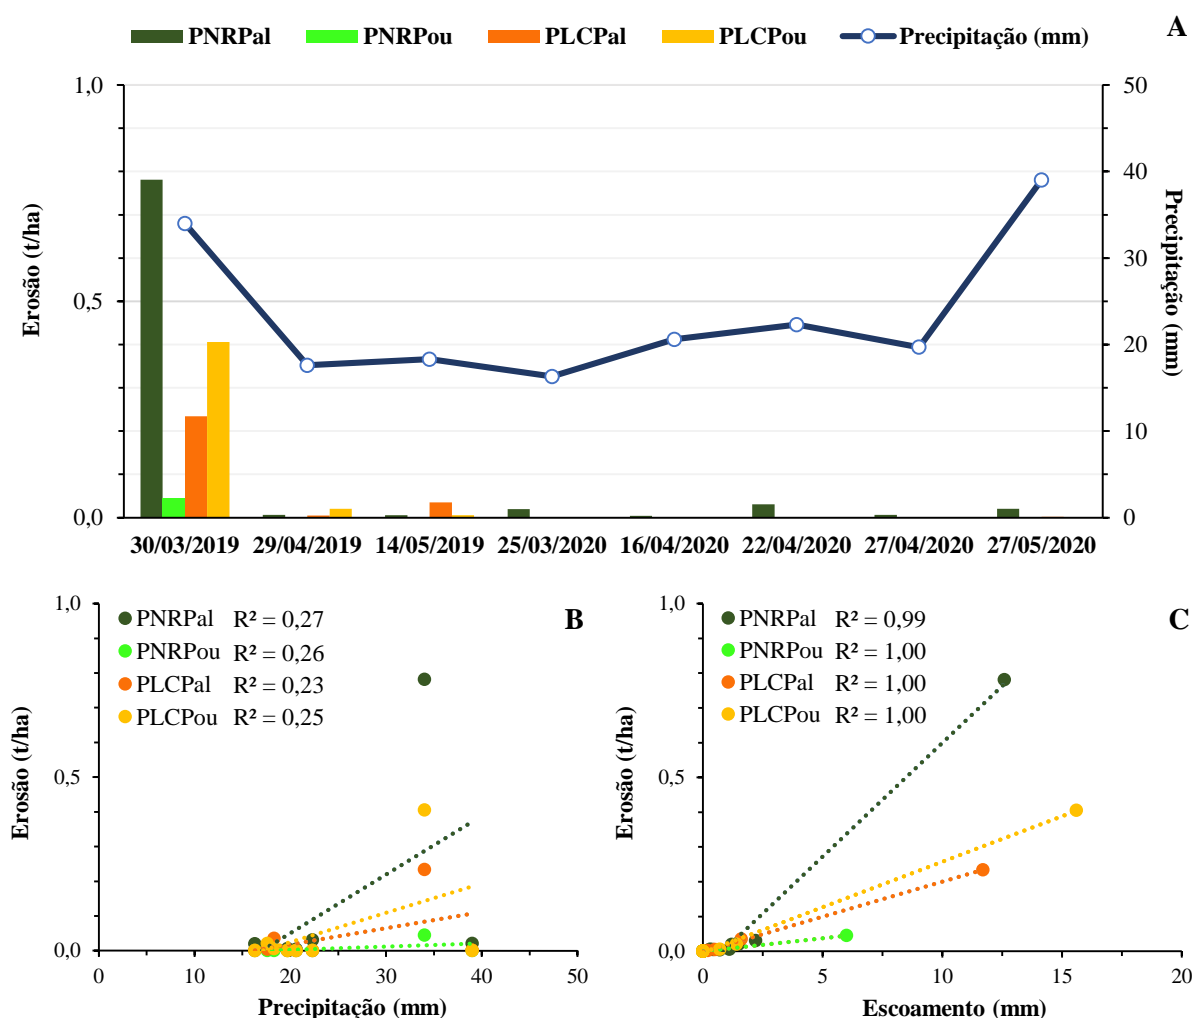 PNRPal PNRPou PLCPal PLCPou Precipitação (mm) A
1,0 50
40
30
0,5
20
10
0,0 0
Erosão (t/ha)
Precipitação (mm)
30/03/2019 29/04/2019 14/05/2019 25/03/2020 16/04/2020 22/04/2020 27/04/2020 27/05/2020
B
PNRPal R² = 0,27
PNRPou R² = 0,26
PLCPal R² = 0,23
PLCPou R² = 0,25
1,0
0,5
0,0
Erosão (t/ha)
0 10 20 30 40 50
Precipitação (mm)
C
PNRPal R² = 0,99
PNRPou R² = 1,00
PLCPal R² = 1,00
PLCPou R² = 1,00
1,0
0,5
0,0
Erosão (t/ha)
0 5 10 15 20
Escoamento (mm)